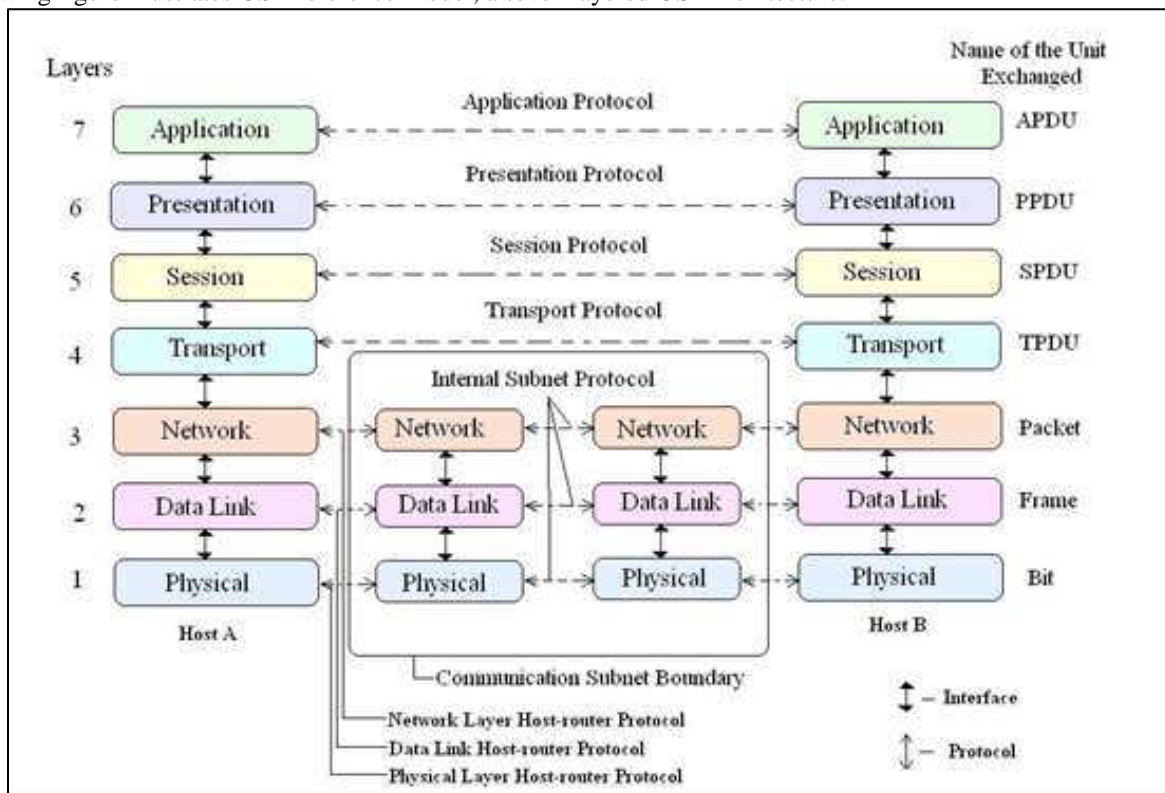 Layers
Name of the Unit
Exchanged
Application Protocol
7 Application Application APDU
Presentation Protocol
6 Presentation Presentation PPDU
Session Protocol
5 Session Session SPDU
Transport Protocol
4 Transport Transport TPDU
Internal Subnet Protocol
3 Network Network Network Network Packet
2 Data Link Data Link Data Link Data Link Frame
1 Physical Physical Physical Physical Bit
Host A
Host B
Communication Subnet Boundary
– Interface
Network Layer Host-router Protocol
Data Link Host-router Protocol
– Protocol
Physical Layer Host-router Protocol